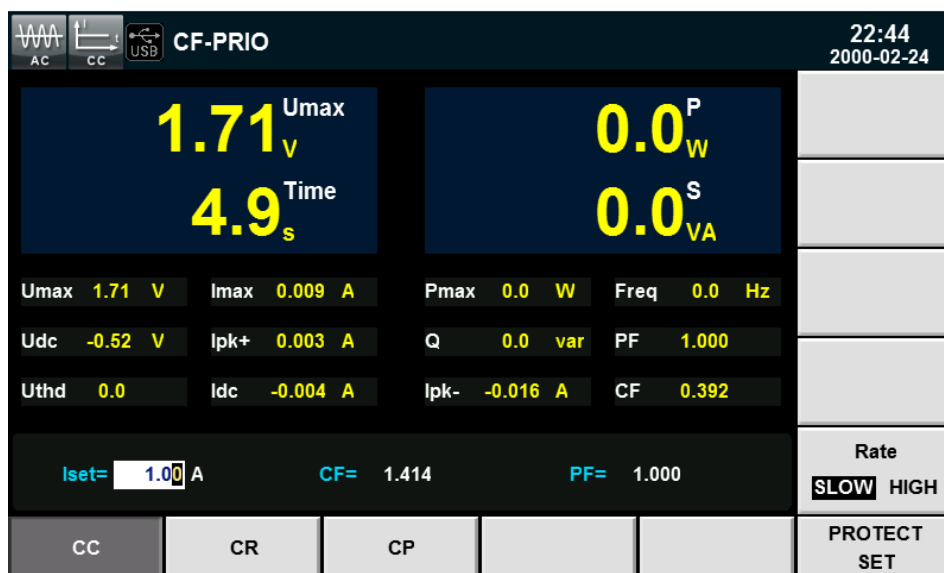 AC CC USB CF-PRIO 22:44
2000-02-24
1.71 Umax V 0.0 P W
4.9 Time s 0.0 S VA
Umax 1.71 V Imax 0.009 A Pmax 0.0 W Freq 0.0 Hz
Udc -0.52 V Ipk+ 0.003 A Q 0.0 var PF 1.000
Uthd 0.0 Idc -0.004 A Ipk- -0.016 A CF 0.392
Iset= 1.00 A CF= 1.414 PF= 1.000
Rate
SLOW HIGH
CC CR CP PROTECT
SET